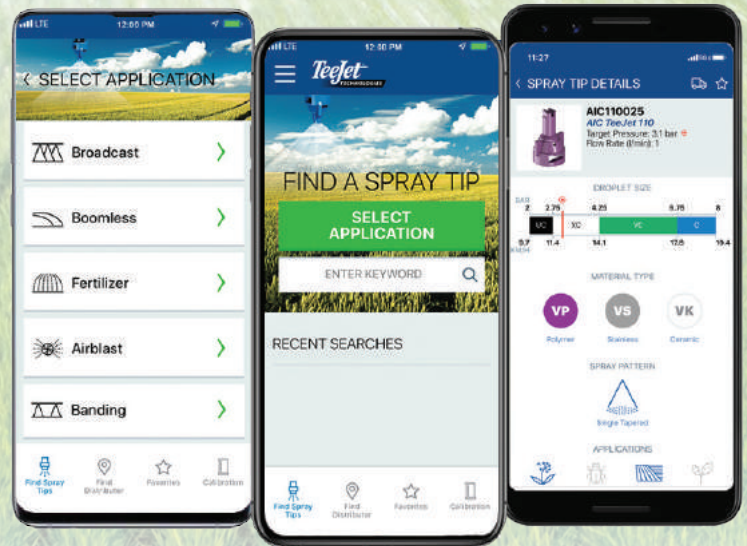 LTE 12:00 PM
< SELECT APPLICATION
Broadcast
Boomless
Fertilizer
Airblast
Banding
Find Spray
Tips
Find
Distributor
Favorites
Calibration
LTE 12:00 PM
TeeJet
TECHNOLOGIES
FIND A SPRAY TIP
SELECT
APPLICATION
ENTER KEYWORD
RECENT SEARCHES
Find Spray
Tips
Find
Distributor
Favorites
Calibration
11:27
< SPRAY TIP DETAILS
AIC110025
AIC TeeJet 110
Target Pressure: 3.1 bar
Flow Rate (l/min): 1
DROPLET SIZE
BAR
2 2.75 4.25 6.75 8
UC XC VC C
9.7 11.4 14.1 17.8 19.4
KM/H
MATERIAL TYPE
VP VS VK
Polymer Stainless Ceramic
SPRAY PATTERN
Single Tapered
APPLICATIONS